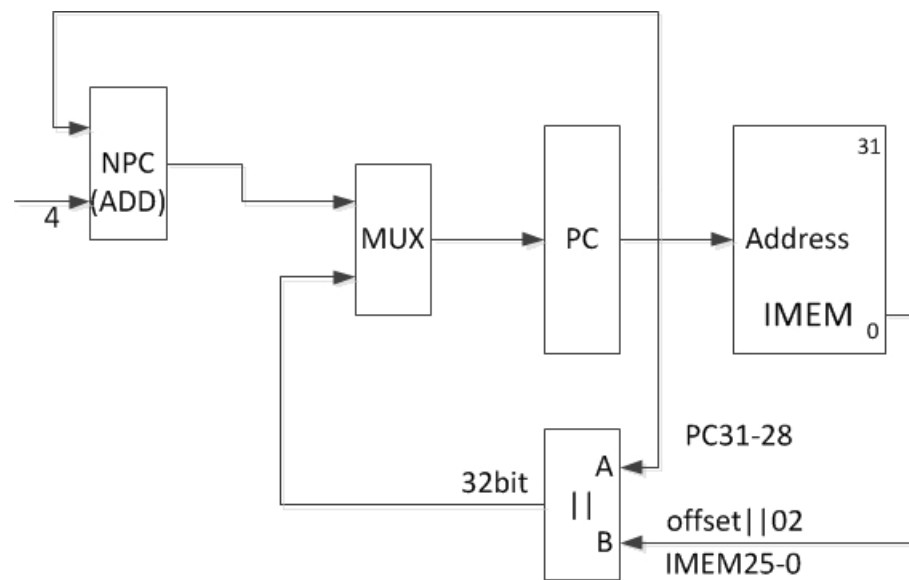 NPC
(ADD)
4
MUX
PC
31
Address
IMEM
0
PC31-28
32bit
A
||
B
offset||02
IMEM25-0